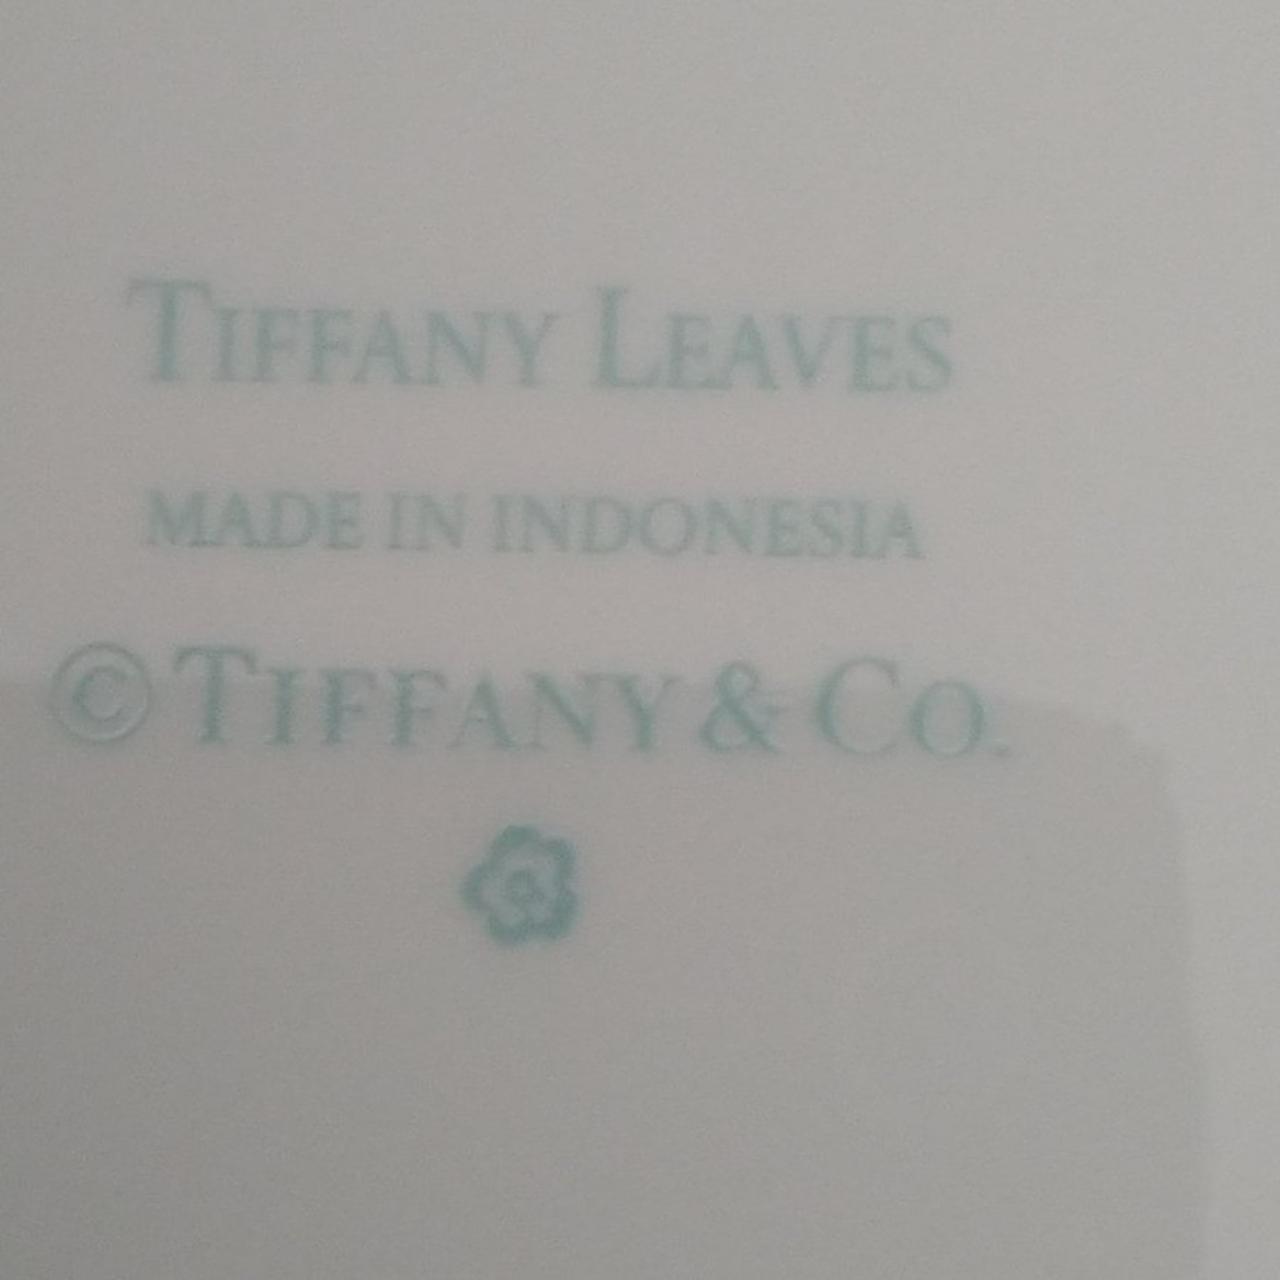 TIFFANY LEAVES
MADE IN INDONESIA
© TIFFANY & CO.